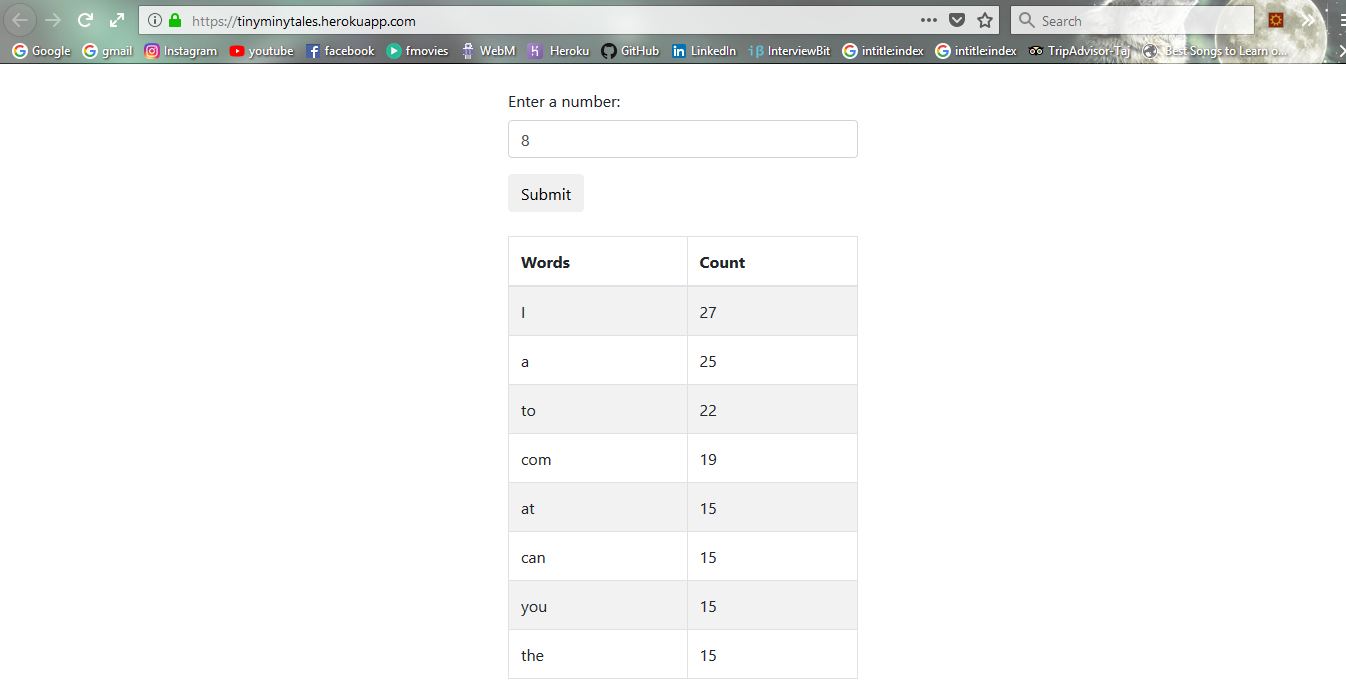 https://tinyminytales.herokuapp.com Search
Google gmail Instagram youtube facebook fmovies WebM Heroku GitHub LinkedIn InterviewBit intitle:index intitleindex TripAdvisor-Taj Best Songs to Learn o...
Enter a number:
8
Submit
Words Count
I 27
a 25
to 22
com 19
at 15
can 15
you 15
the 15